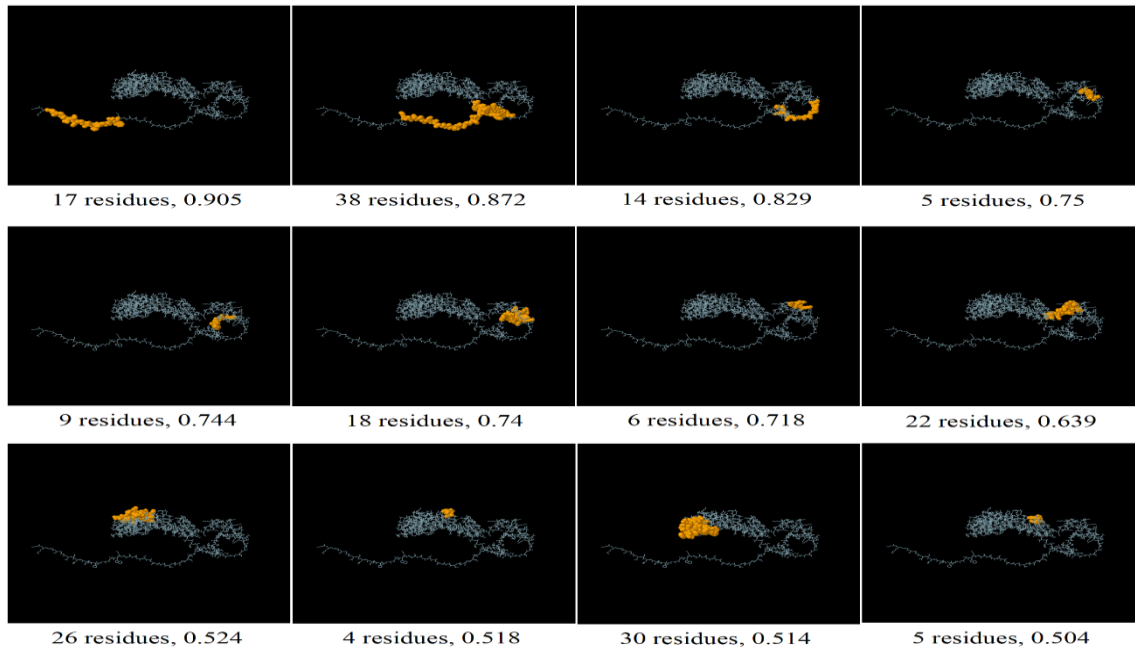 17 residues, 0.905
38 residues, 0.872
14 residues, 0.829
5 residues, 0.75
9 residues, 0.744
18 residues, 0.74
6 residues, 0.718
22 residues, 0.639
26 residues, 0.524
4 residues, 0.518
30 residues, 0.514
5 residues, 0.504